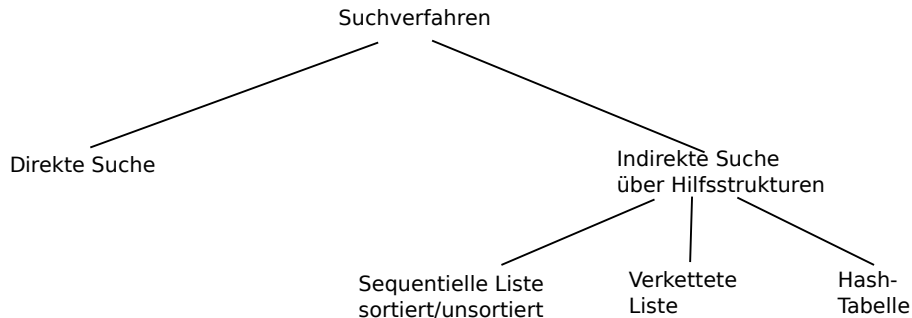 Suchverfahren
Direkte Suche
Indirekte Suche
über Hilfsstrukturen
Sequentielle Liste
sortiert/unsortiert
Verkettete
Liste
Hash-
Tabelle